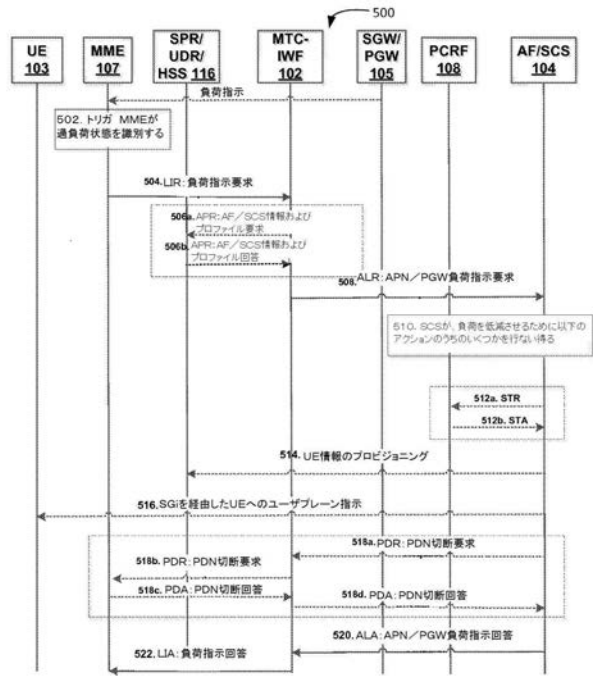 500
UE
103
MME
107
SPR/
UDR/
HSS 116
MTC-
IWF
102
SGW/
PGW
105
PCRF
108
AF/SCS
104
負荷指示
502. トリガ MMEが
過負荷状態を識別する
504. LIR:負荷指示要求
506a. APR:AF/SCS情報および
プロファイル要求
506b. APR:AF/SCS情報および
プロファイル回答
508. ALR:APN/PGW負荷指示要求
510. SCSが、負荷を低減させるために以下の
アクションのうちのいくつかを行ない得る
512a. STR
512b. STA
514. UE情報のプロビジョニング
516. SGiを経由したUEへのユーザプレーン指示
518a. PDR:PDN切断要求
518b. PDR:PDN切断要求
518c. PDA:PDN切断回答
518d. PDA:PDN切断回答
520. ALA:APN/PGW負荷指示回答
522. LIA:負荷指示回答